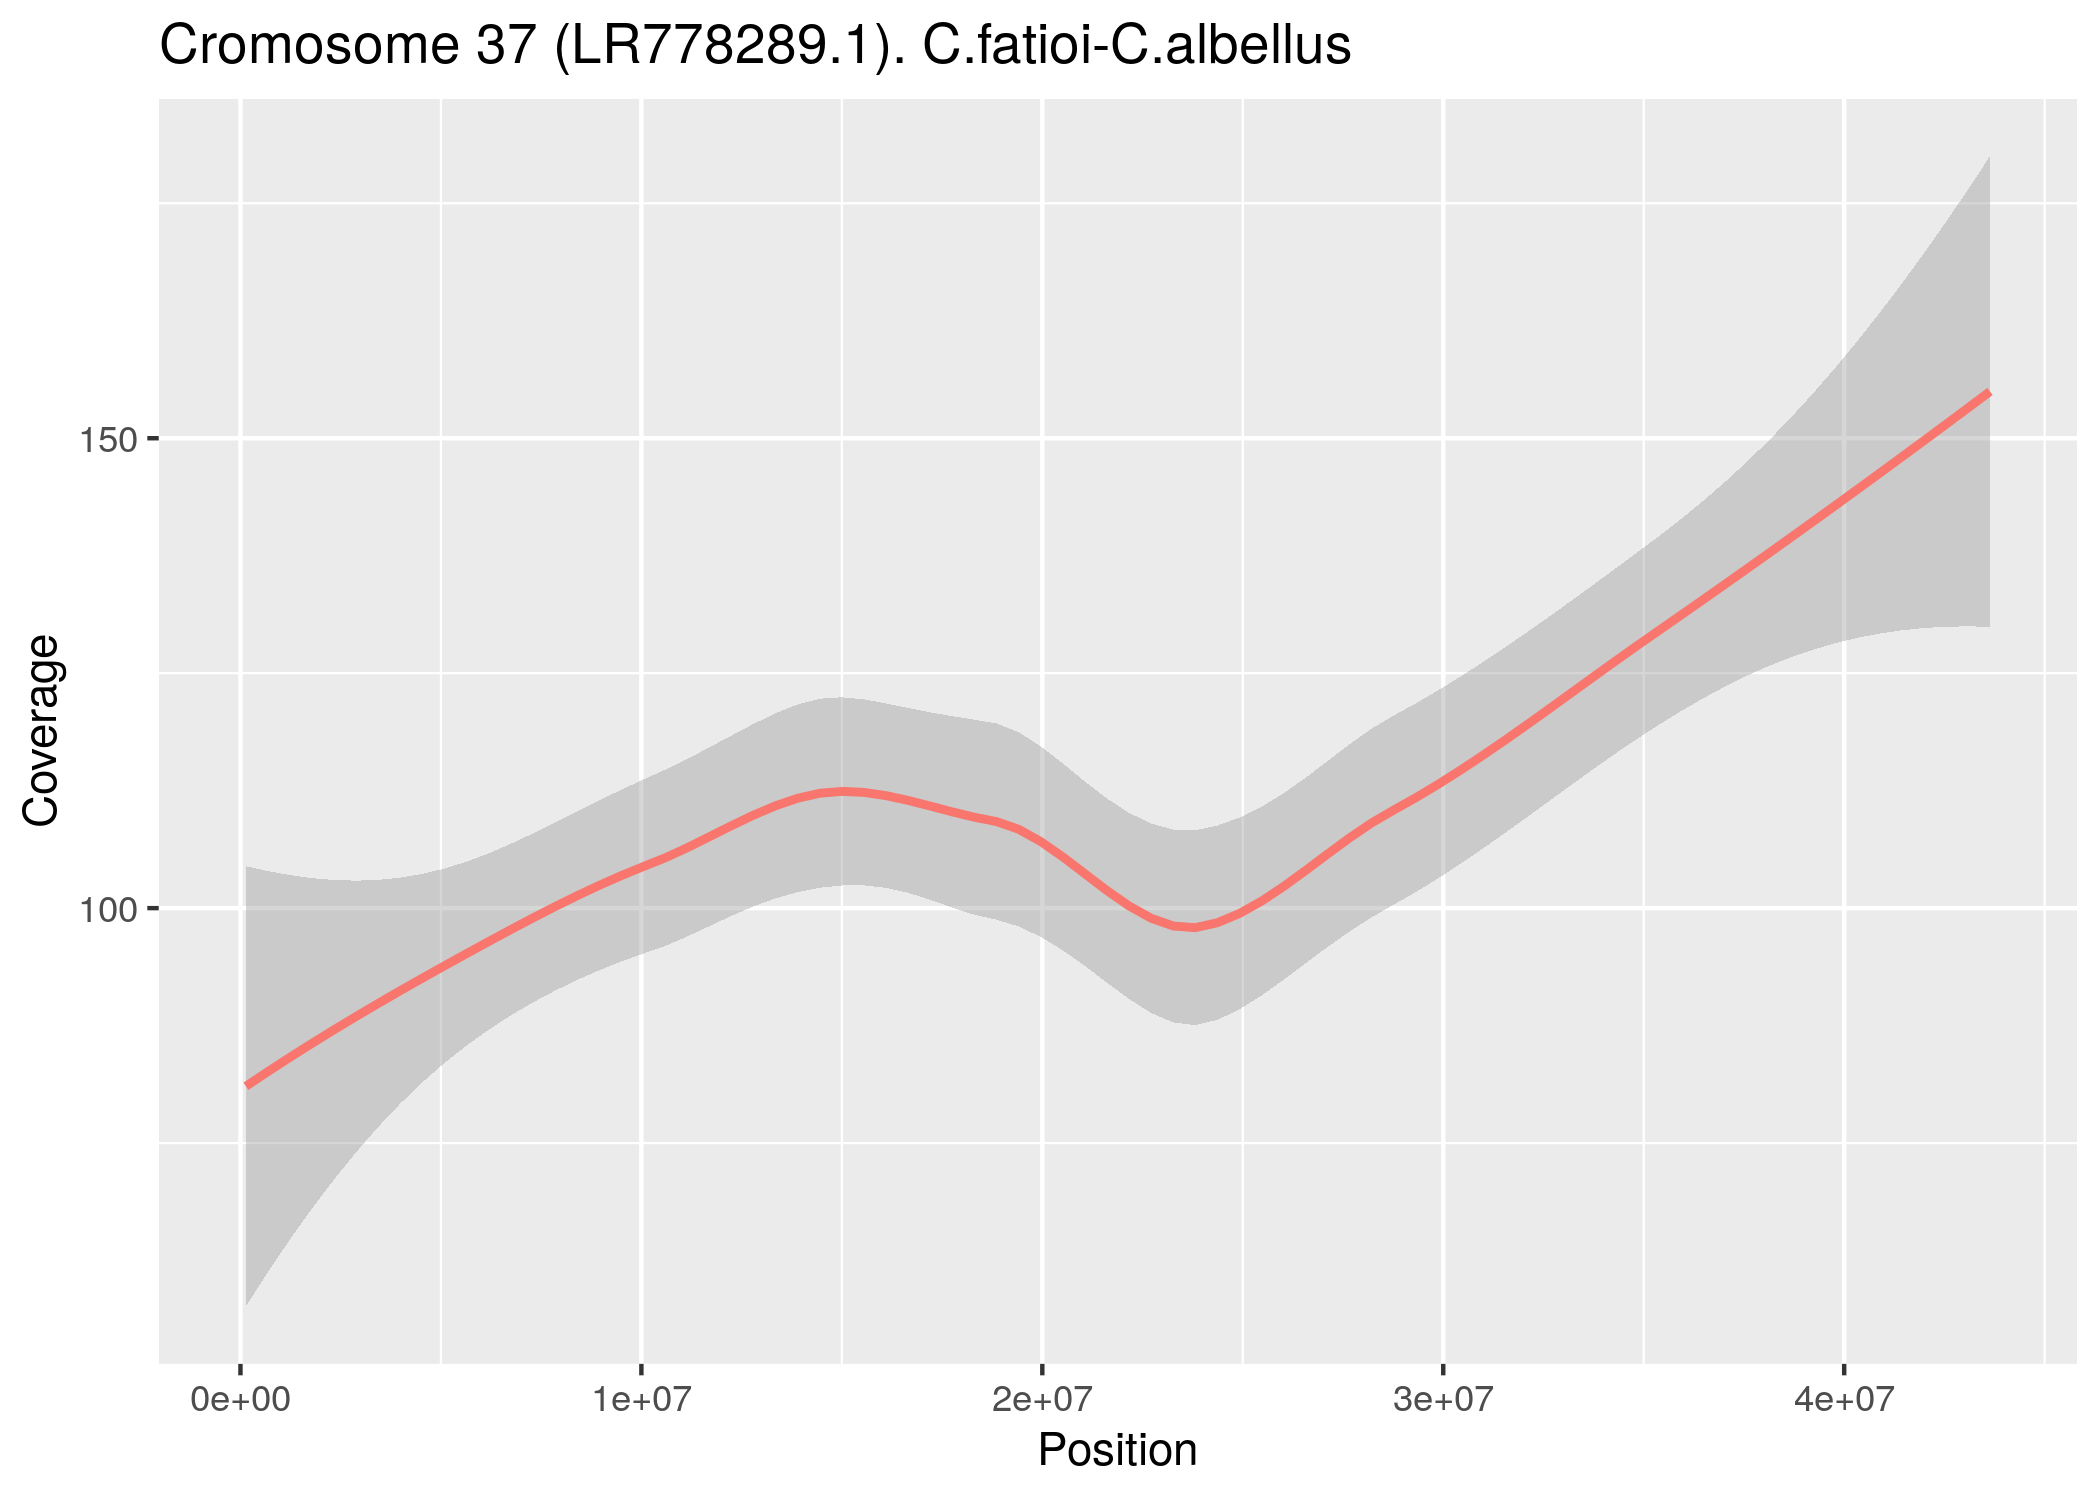 Cromosome 37 (LR778289.1). C.fatioi-C.albellus
Coverage
150
100
0e+00 1e+07 2e+07 3e+07 4e+07
Position